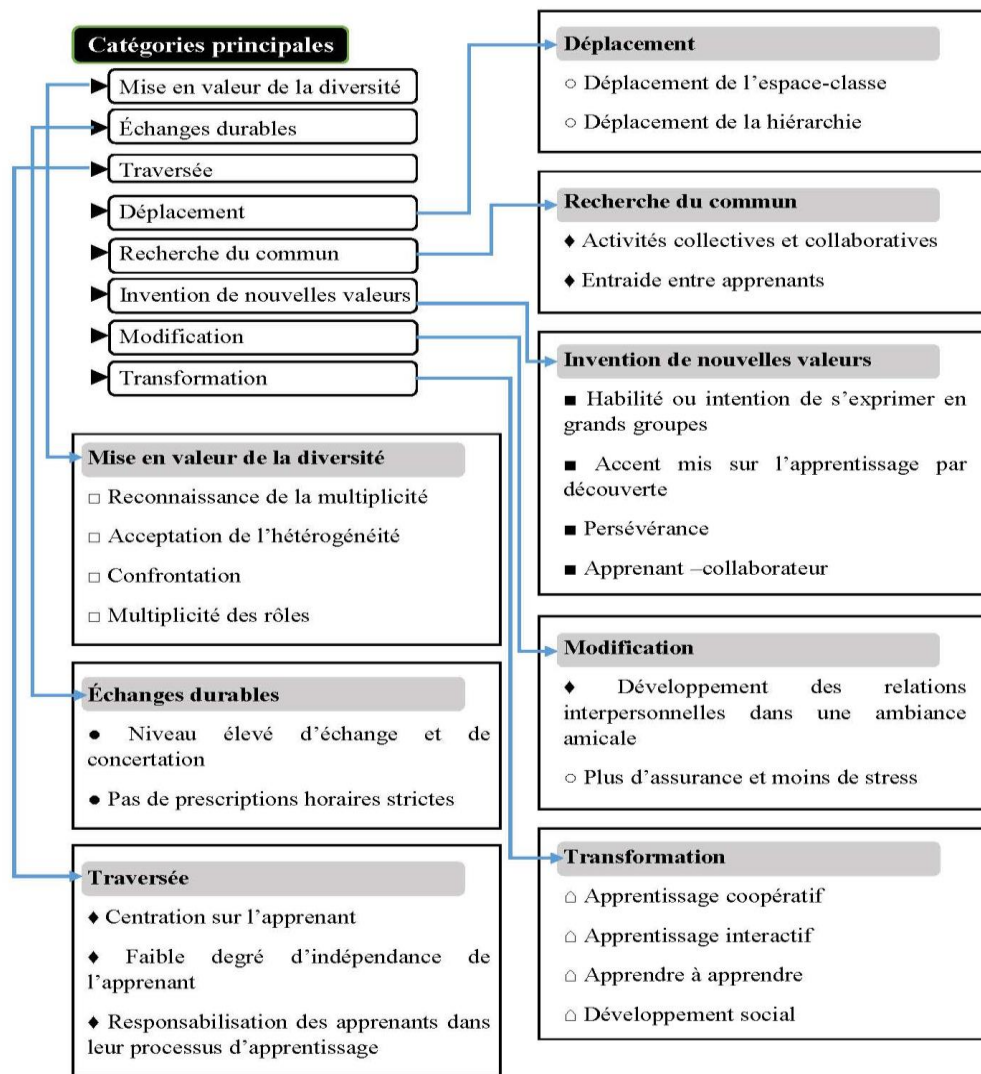 Catégories principales
► Mise en valeur de la diversité
► Échanges durables
► Traversée
► Déplacement
► Recherche du commun
► Invention de nouvelles valeurs
► Modification
► Transformation
Mise en valeur de la diversité
□ Reconnaissance de la multiplicité
□ Acceptation de l’hétérogénéité
□ Confrontation
□ Multiplicité des rôles
Échanges durables
● Niveau élevé d’échange et de
concertation
● Pas de prescriptions horaires strictes
Traversée
♦ Centration sur l’apprenant
♦ Faible degré d’indépendance de
l’apprenant
♦ Responsabilisation des apprenants dans
leur processus d’apprentissage
Déplacement
○ Déplacement de l’espace-classe
○ Déplacement de la hiérarchie
Recherche du commun
♦ Activités collectives et collaboratives
♦ Entraide entre apprenants
Invention de nouvelles valeurs
■ Habilité ou intention de s’exprimer en
grands groupes
■ Accent mis sur l’apprentissage par
découverte
■ Persévérance
■ Apprenant –collaborateur
Modification
♦ Développement des relations
interpersonnelles dans une ambiance
amicale
○ Plus d’assurance et moins de stress
Transformation
⌂ Apprentissage coopératif
⌂ Apprentissage interactif
⌂ Apprendre à apprendre
⌂ Développement social